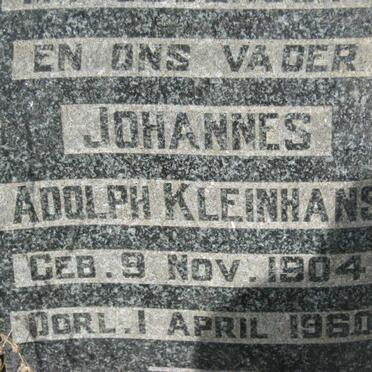 EN ONS VADER
JOHANNES
ADOLPH KLEINHANS
GEB. 9 NOV. 1904
OORL. 1 APRIL 1960